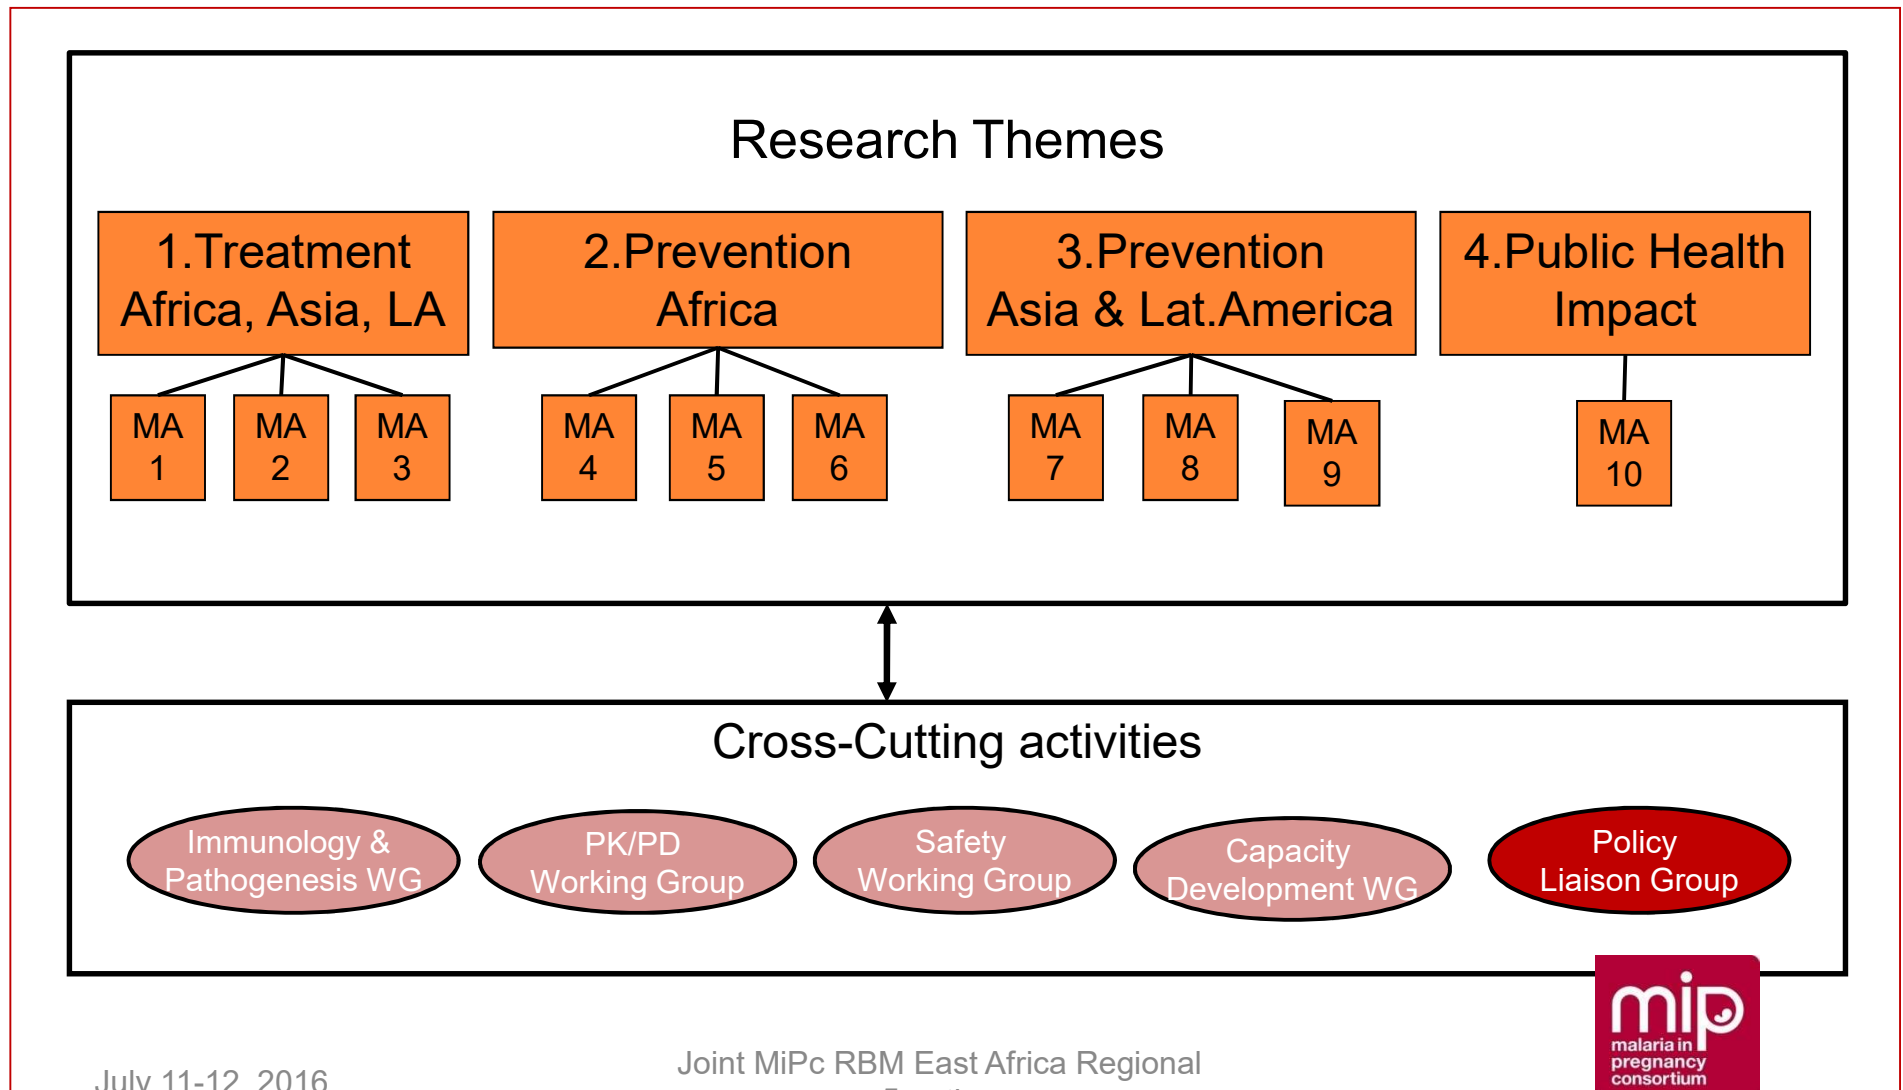 Research Themes
1.Treatment
Africa, Asia, LA
2.Prevention
Africa
3.Prevention
Asia & Lat.America
4.Public Health
Impact
MA
1
MA
2
MA
3
MA
4
MA
5
MA
6
MA
7
MA
8
MA
9
MA
10
Cross-Cutting activities
Immunology &
Pathogenesis WG
PK/PD
Working Group
Safety
Working Group
Capacity
Development WG
Policy
Liaison Group
mip
malaria in
pregnancy
consortium
Joint MiPc RBM East Africa Regional
July 11-12, 2016